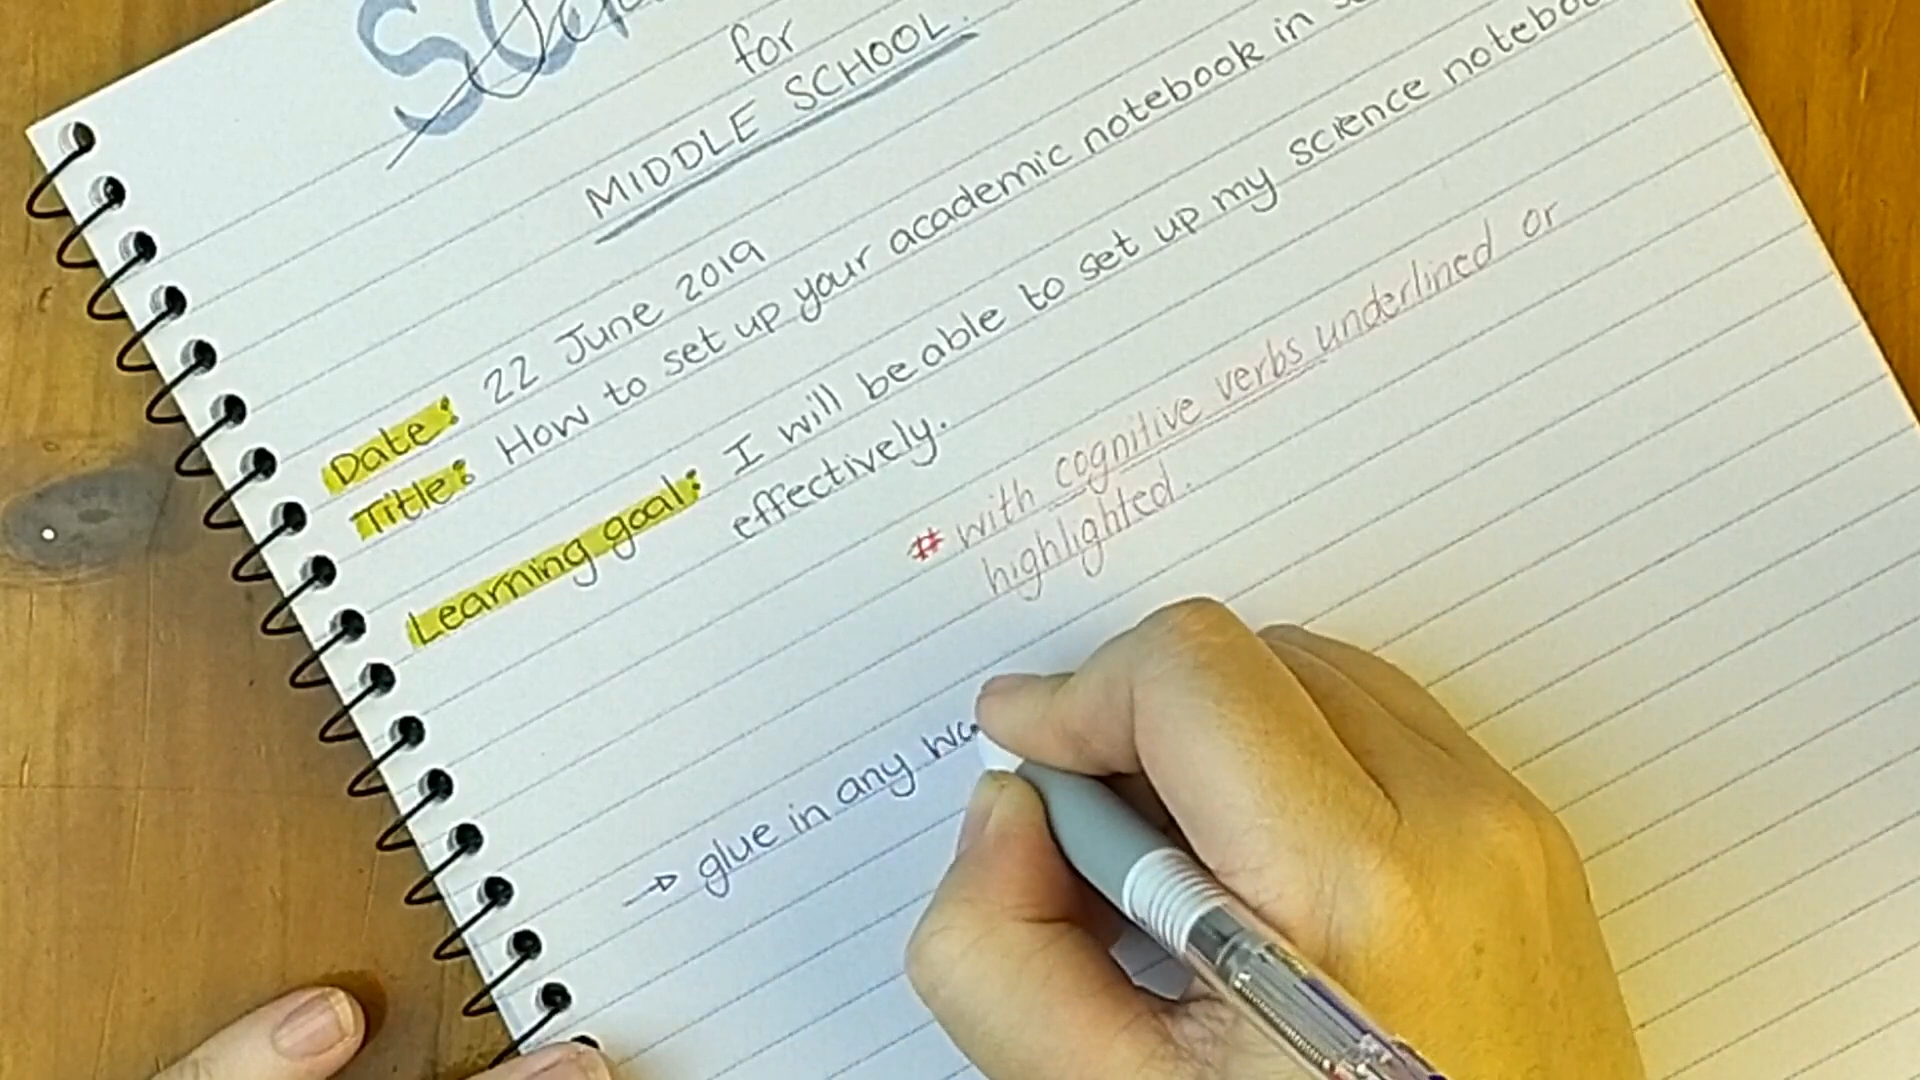 for
MIDDLE SCHOOL.
Date: 22 June 2019
Title: How to set up your academic notebook in
Learning goal: I will be able to set up my science
effectively.
# with cognitive verbs underlined or
highlighted.
→ glue in any